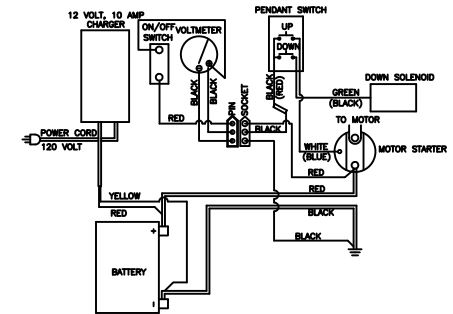 12 VOLT, 10 AMP
CHARGER
ON/OFF
SWITCH
VOLTMETER
PENDANT SWITCH
UP
DOWN
BLACK
(RED)
BLACK
BLACK
PIN
SOCKET
RED
BLACK
GREEN
(BLACK)
DOWN SOLENOID
TO MOTOR
MOTOR STARTER
WHITE
(BLUE)
RED
POWER CORD
120 VOLT
YELLOW
RED
RED
BLACK
BLACK
+
BATTERY
-